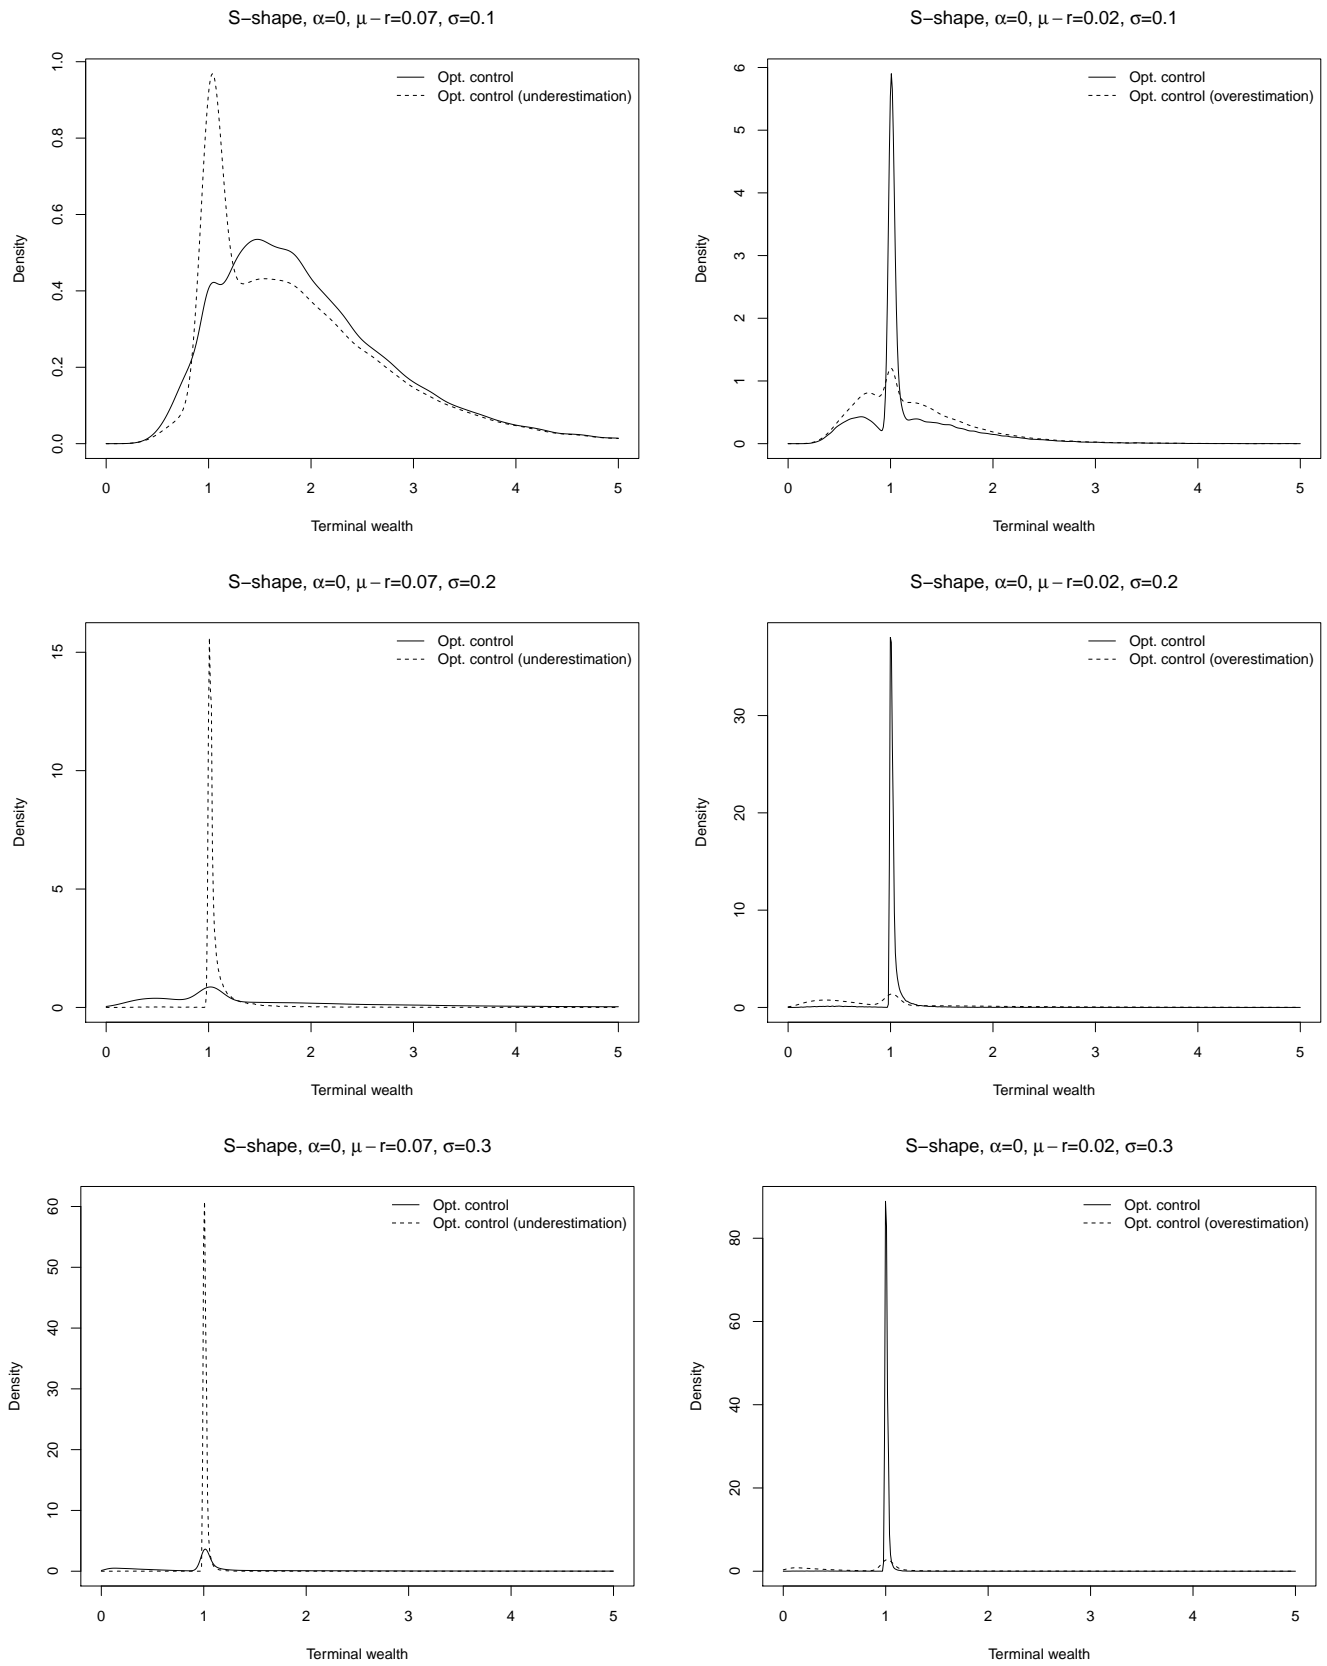 S−shape, α=0, μ−r=0.07, σ=0.1
Opt. control
Opt. control (underestimation)
Density
0.0
0.2
0.4
0.6
0.8
1.0
0 1 2 3 4 5
Terminal wealth
S−shape, α=0, μ−r=0.02, σ=0.1
Opt. control
Opt. control (overestimation)
Density
0
1
2
3
4
5
6
0 1 2 3 4 5
Terminal wealth
S−shape, α=0, μ−r=0.07, σ=0.2
Opt. control
Opt. control (underestimation)
Density
0
5
10
15
0 1 2 3 4 5
Terminal wealth
S−shape, α=0, μ−r=0.02, σ=0.2
Opt. control
Opt. control (overestimation)
Density
0
10
20
30
0 1 2 3 4 5
Terminal wealth
S−shape, α=0, μ−r=0.07, σ=0.3
Opt. control
Opt. control (underestimation)
Density
0
10
20
30
40
50
60
0 1 2 3 4 5
Terminal wealth
S−shape, α=0, μ−r=0.02, σ=0.3
Opt. control
Opt. control (overestimation)
Density
0
20
40
60
80
0 1 2 3 4 5
Terminal wealth